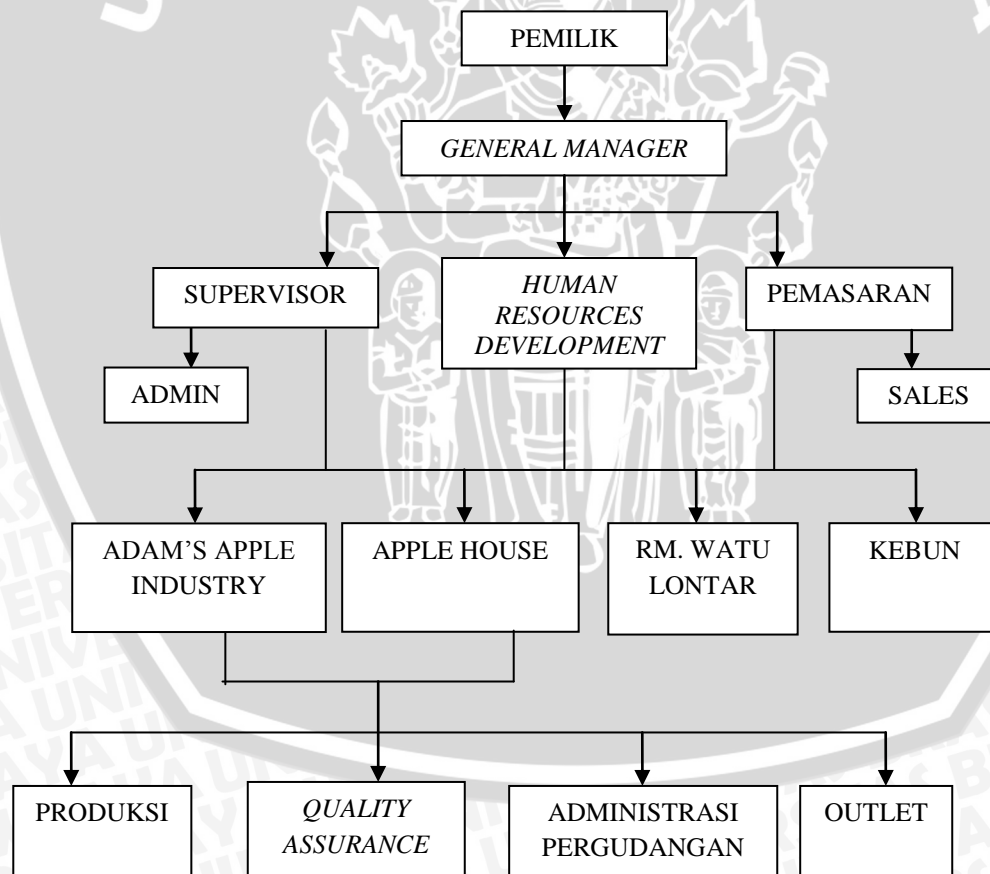 PEMILIK
GENERAL MANAGER
SUPERVISOR
HUMAN
RESOURCES
DEVELOPMENT
PEMASARAN
ADMIN
SALES
ADAM’S APPLE
INDUSTRY
APPLE HOUSE
RM. WATU
LONTAR
KEBUN
PRODUKSI
QUALITY
ASSURANCE
ADMINISTRASI
PERGUDANGAN
OUTLET